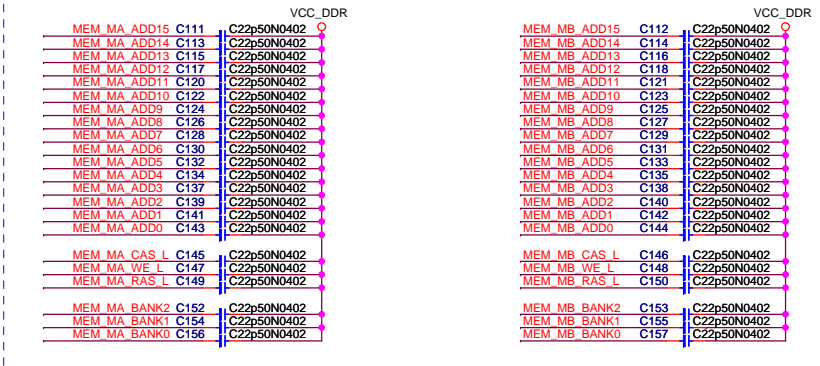 VCC_DDR
MEM_MA_ADD15 C111 C22p50N0402
MEM_MA_ADD14 C113 C22p50N0402
MEM_MA_ADD13 C115 C22p50N0402
MEM_MA_ADD12 C117 C22p50N0402
MEM_MA_ADD11 C120 C22p50N0402
MEM_MA_ADD10 C122 C22p50N0402
MEM_MA_ADD9 C124 C22p50N0402
MEM_MA_ADD8 C126 C22p50N0402
MEM_MA_ADD7 C128 C22p50N0402
MEM_MA_ADD6 C130 C22p50N0402
MEM_MA_ADD5 C132 C22p50N0402
MEM_MA_ADD4 C134 C22p50N0402
MEM_MA_ADD3 C137 C22p50N0402
MEM_MA_ADD2 C139 C22p50N0402
MEM_MA_ADD1 C141 C22p50N0402
MEM_MA_ADD0 C143 C22p50N0402
MEM_MA_CAS_L C145 C22p50N0402
MEM_MA_WE_L C147 C22p50N0402
MEM_MA_RAS_L C149 C22p50N0402
MEM_MA_BANK2 C152 C22p50N0402
MEM_MA_BANK1 C154 C22p50N0402
MEM_MA_BANK0 C156 C22p50N0402
VCC_DDR
MEM_MB_ADD15 C112 C22p50N0402
MEM_MB_ADD14 C114 C22p50N0402
MEM_MB_ADD13 C116 C22p50N0402
MEM_MB_ADD12 C118 C22p50N0402
MEM_MB_ADD11 C121 C22p50N0402
MEM_MB_ADD10 C123 C22p50N0402
MEM_MB_ADD9 C125 C22p50N0402
MEM_MB_ADD8 C127 C22p50N0402
MEM_MB_ADD7 C129 C22p50N0402
MEM_MB_ADD6 C131 C22p50N0402
MEM_MB_ADD5 C133 C22p50N0402
MEM_MB_ADD4 C135 C22p50N0402
MEM_MB_ADD3 C138 C22p50N0402
MEM_MB_ADD2 C140 C22p50N0402
MEM_MB_ADD1 C142 C22p50N0402
MEM_MB_ADD0 C144 C22p50N0402
MEM_MB_CAS_L C146 C22p50N0402
MEM_MB_WE_L C148 C22p50N0402
MEM_MB_RAS_L C150 C22p50N0402
MEM_MB_BANK2 C153 C22p50N0402
MEM_MB_BANK1 C155 C22p50N0402
MEM_MB_BANK0 C157 C22p50N0402